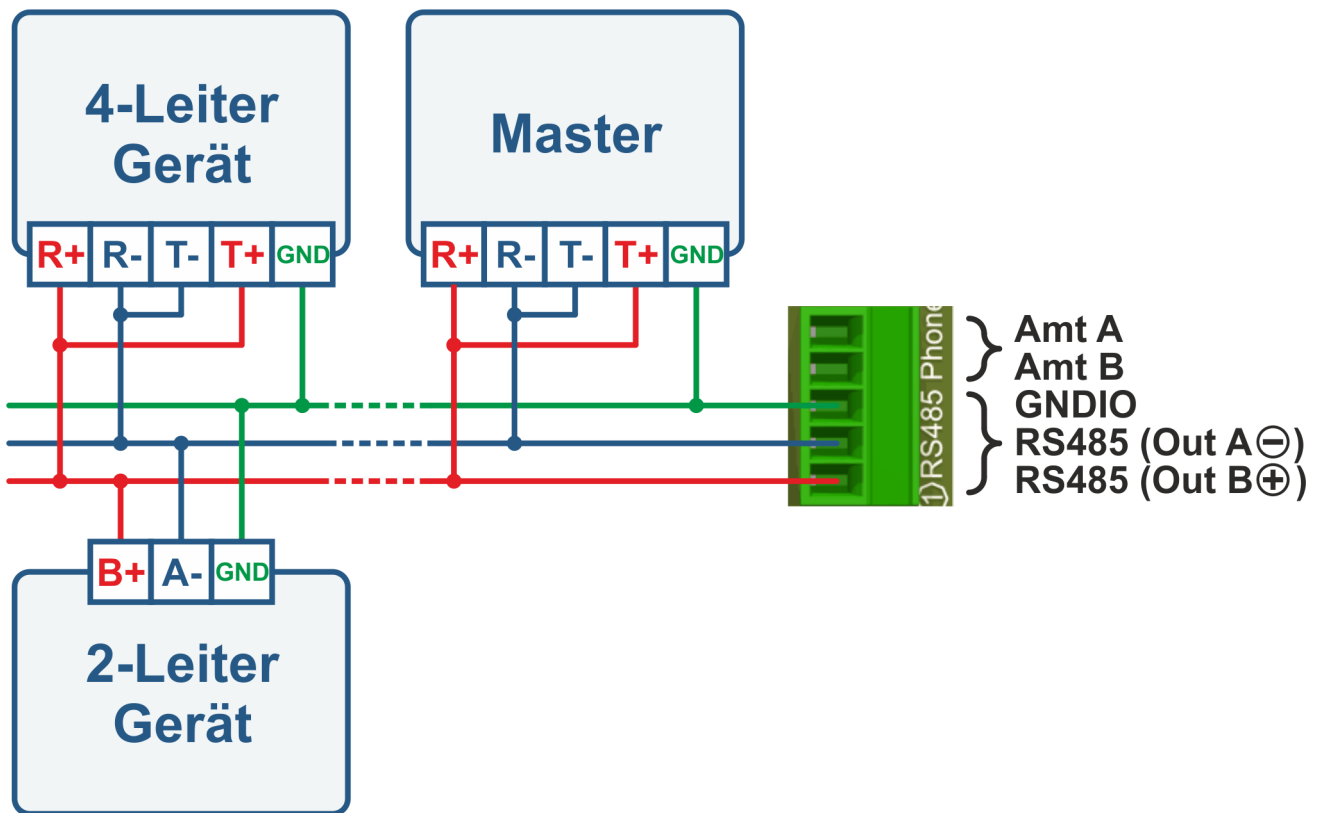 4-Leiter
Gerät
R+ R- T- T+ GND
Master
R+ R- T- T+ GND
1) RS485 Phone
Amt A
Amt B
GNDIO
RS485 (Out A⊖)
RS485 (Out B⊕)
B+ A- GND
2-Leiter
Gerät